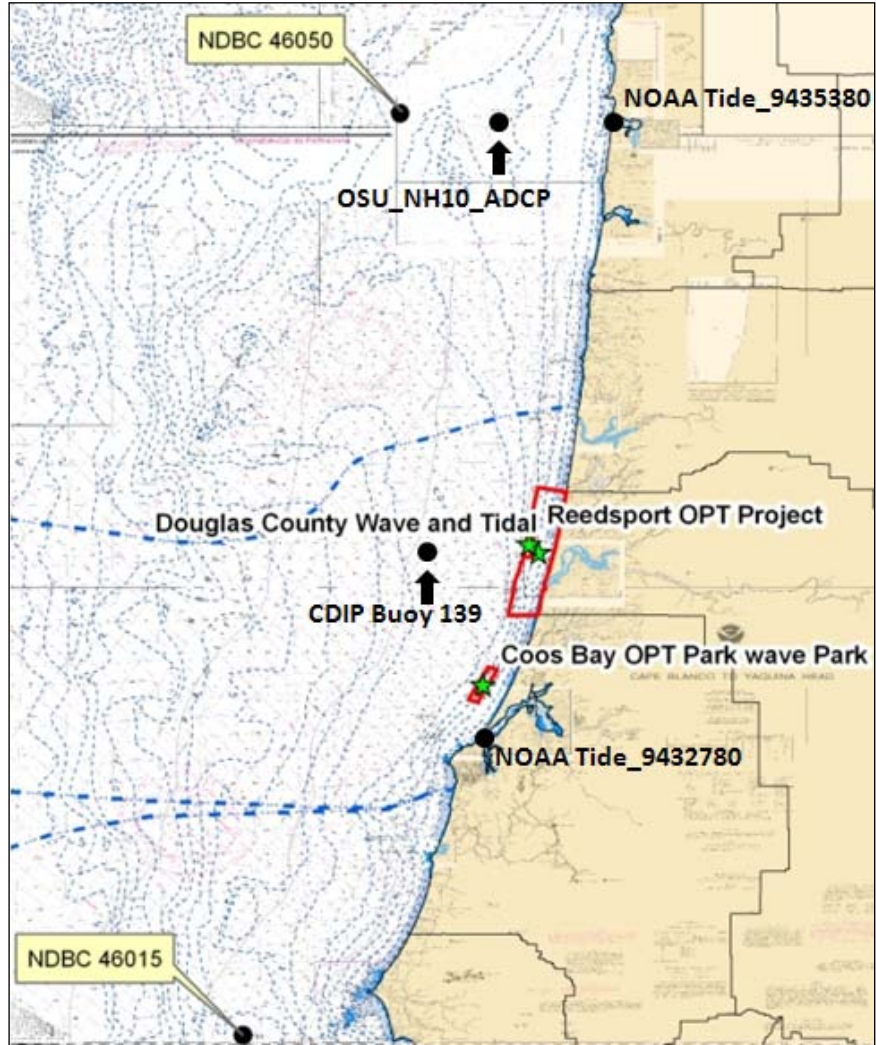 NDBC 46050
NOAA Tide_9435380
OSU_NH10_ADCP
Douglas County Wave and Tidal
Reedsport OPT Project
CDIP Buoy 139
Coos Bay OPT Park wave Park
CAPE BLANCO TO YAQUINA HEAD
NOAA Tide_9432780
NDBC 46015